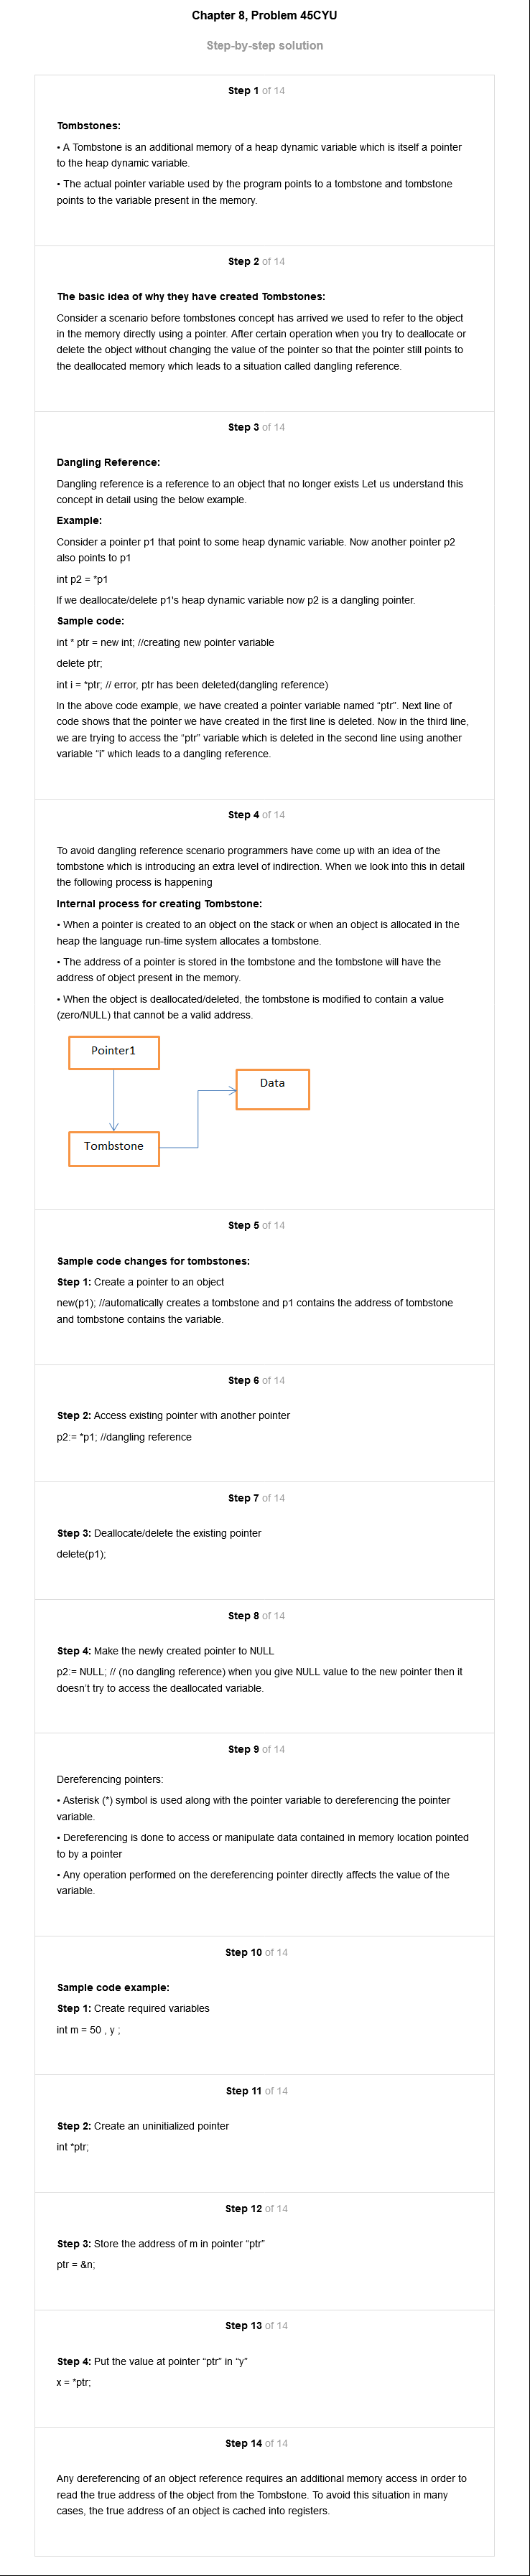 Chapter 8, Problem 45CYU
Step-by-step solution
Step 1 of 14
Tombstones:
• A Tombstone is an additional memory of a heap dynamic variable which is itself a pointer
to the heap dynamic variable.
• The actual pointer variable used by the program points to a tombstone and tombstone
points to the variable present in the memory.
Step 2 of 14
The basic idea of why they have created Tombstones:
Consider a scenario before tombstones concept has arrived we used to refer to the object
in the memory directly using a pointer. After certain operation when you try to deallocate or
delete the object without changing the value of the pointer so that the pointer still points to
the deallocated memory which leads to a situation called dangling reference.
Step 3 of 14
Dangling Reference:
Dangling reference is a reference to an object that no longer exists Let us understand this
concept in detail using the below example.
Example:
Consider a pointer p1 that point to some heap dynamic variable. Now another pointer p2
also points to p1
int p2 = *p1
If we deallocate/delete p1's heap dynamic variable now p2 is a dangling pointer.
Sample code:
int * ptr = new int; //creating new pointer variable
delete ptr;
int i = *ptr; // error, ptr has been deleted(dangling reference)
In the above code example, we have created a pointer variable named “ptr”. Next line of
code shows that the pointer we have created in the first line is deleted. Now in the third line,
we are trying to access the “ptr” variable which is deleted in the second line using another
variable “i” which leads to a dangling reference.
Step 4 of 14
To avoid dangling reference scenario programmers have come up with an idea of the
tombstone which is introducing an extra level of indirection. When we look into this in detail
the following process is happening
Internal process for creating Tombstone:
• When a pointer is created to an object on the stack or when an object is allocated in the
heap the language run-time system allocates a tombstone.
• The address of a pointer is stored in the tombstone and the tombstone will have the
address of object present in the memory.
• When the object is deallocated/deleted, the tombstone is modified to contain a value
(zero/NULL) that cannot be a valid address.
Pointer1
Data
Tombstone
Step 5 of 14
Sample code changes for tombstones:
Step 1: Create a pointer to an object
new(p1); //automatically creates a tombstone and p1 contains the address of tombstone
and tombstone contains the variable.
Step 6 of 14
Step 2: Access existing pointer with another pointer
p2:= *p1; //dangling reference
Step 7 of 14
Step 3: Deallocate/delete the existing pointer
delete(p1);
Step 8 of 14
Step 4: Make the newly created pointer to NULL
p2:= NULL; // (no dangling reference) when you give NULL value to the new pointer then it
doesn’t try to access the deallocated variable.
Step 9 of 14
Dereferencing pointers:
• Asterisk (*) symbol is used along with the pointer variable to dereferencing the pointer
variable.
• Dereferencing is done to access or manipulate data contained in memory location pointed
to by a pointer
• Any operation performed on the dereferencing pointer directly affects the value of the
variable.
Step 10 of 14
Sample code example:
Step 1: Create required variables
int m = 50 , y ;
Step 11 of 14
Step 2: Create an uninitialized pointer
int *ptr;
Step 12 of 14
Step 3: Store the address of m in pointer “ptr”
ptr = &n;
Step 13 of 14
Step 4: Put the value at pointer “ptr” in “y”
x = *ptr;
Step 14 of 14
Any dereferencing of an object reference requires an additional memory access in order to
read the true address of the object from the Tombstone. To avoid this situation in many
cases, the true address of an object is cached into registers.